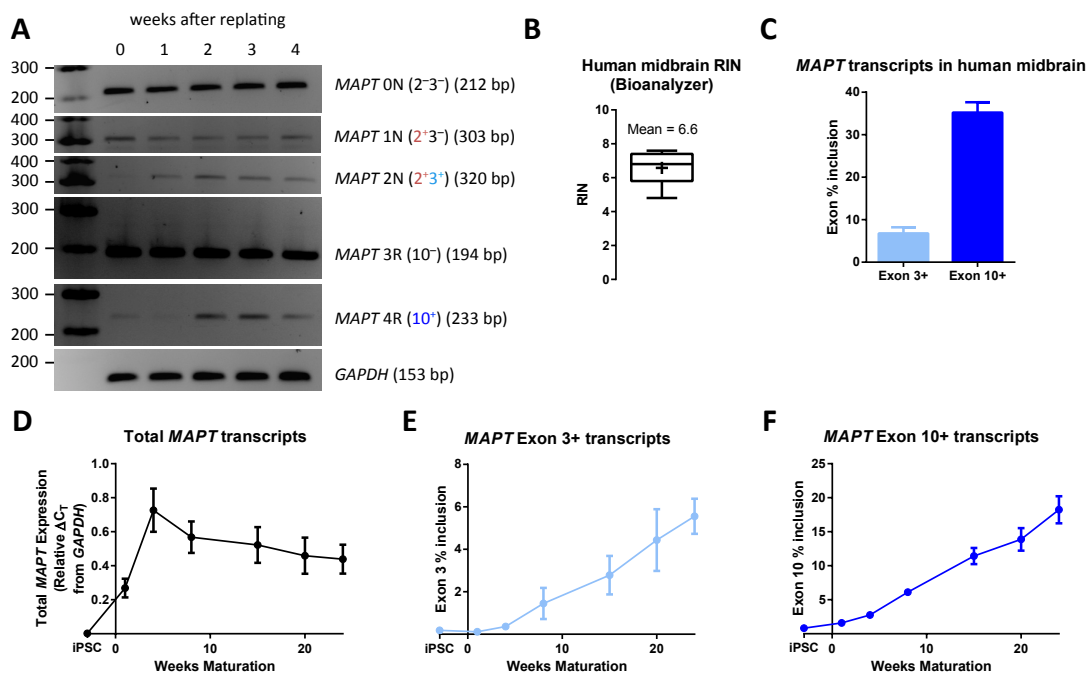 A
weeks after replating
0 1 2 3 4
300
200
MAPT 0N (2⁻3⁻) (212 bp)
400
300
MAPT 1N (2⁺3⁻) (303 bp)
400
300
MAPT 2N (2⁺3⁺) (320 bp)
300
200
MAPT 3R (10⁻) (194 bp)
300
200
MAPT 4R (10⁺) (233 bp)
200
GAPDH (153 bp)
B
Human midbrain RIN
(Bioanalyzer)
Mean = 6.6
RIN
10
8
6
4
2
0
C
MAPT transcripts in human midbrain
Exon % inclusion
40
30
20
10
0
Exon 3+ Exon 10+
D
Total MAPT transcripts
Total MAPT Expression
(Relative ΔC_T
from GAPDH)
1.0
0.8
0.6
0.4
0.2
iPSC 0 10 20
Weeks Maturation
E
MAPT Exon 3+ transcripts
Exon 3 % inclusion
8
6
4
2
iPSC 0 10 20
Weeks Maturation
F
MAPT Exon 10+ transcripts
Exon 10 % inclusion
25
20
15
10
5
iPSC 0 10 20
Weeks Maturation